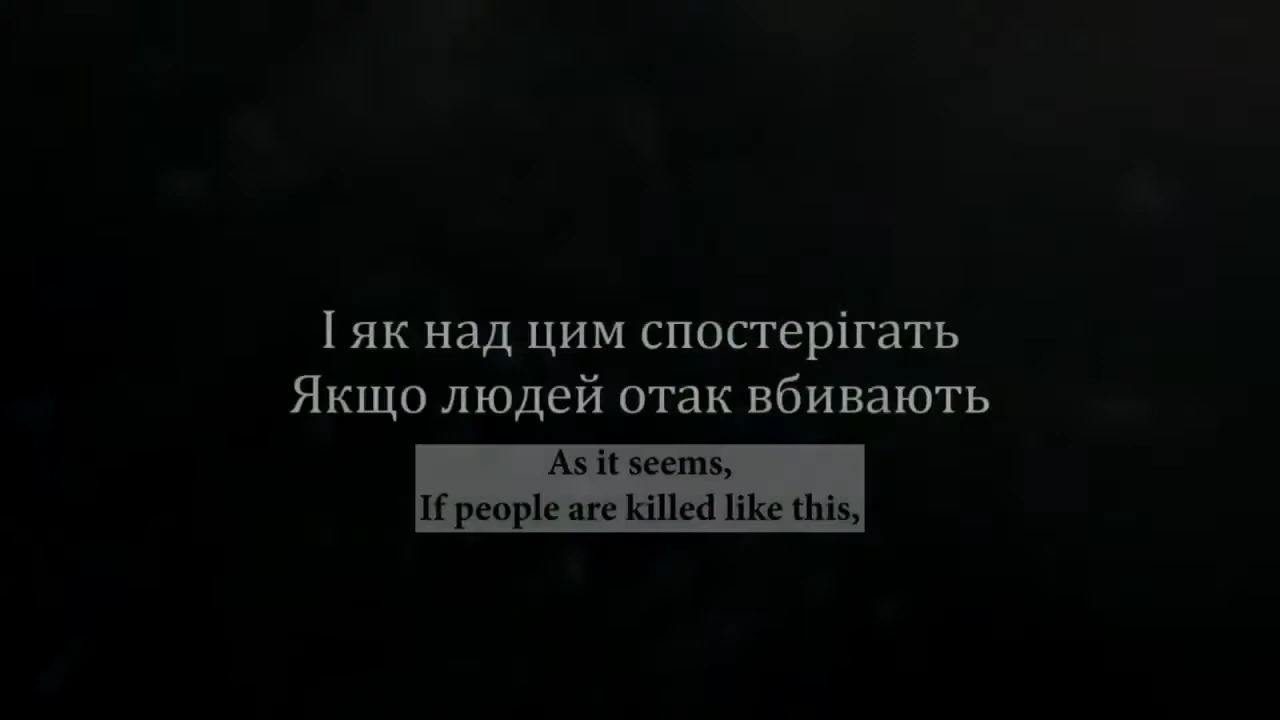 І як над цим спостерігать
Якщо людей отак вбивають
As it seems,
If people are killed like this,